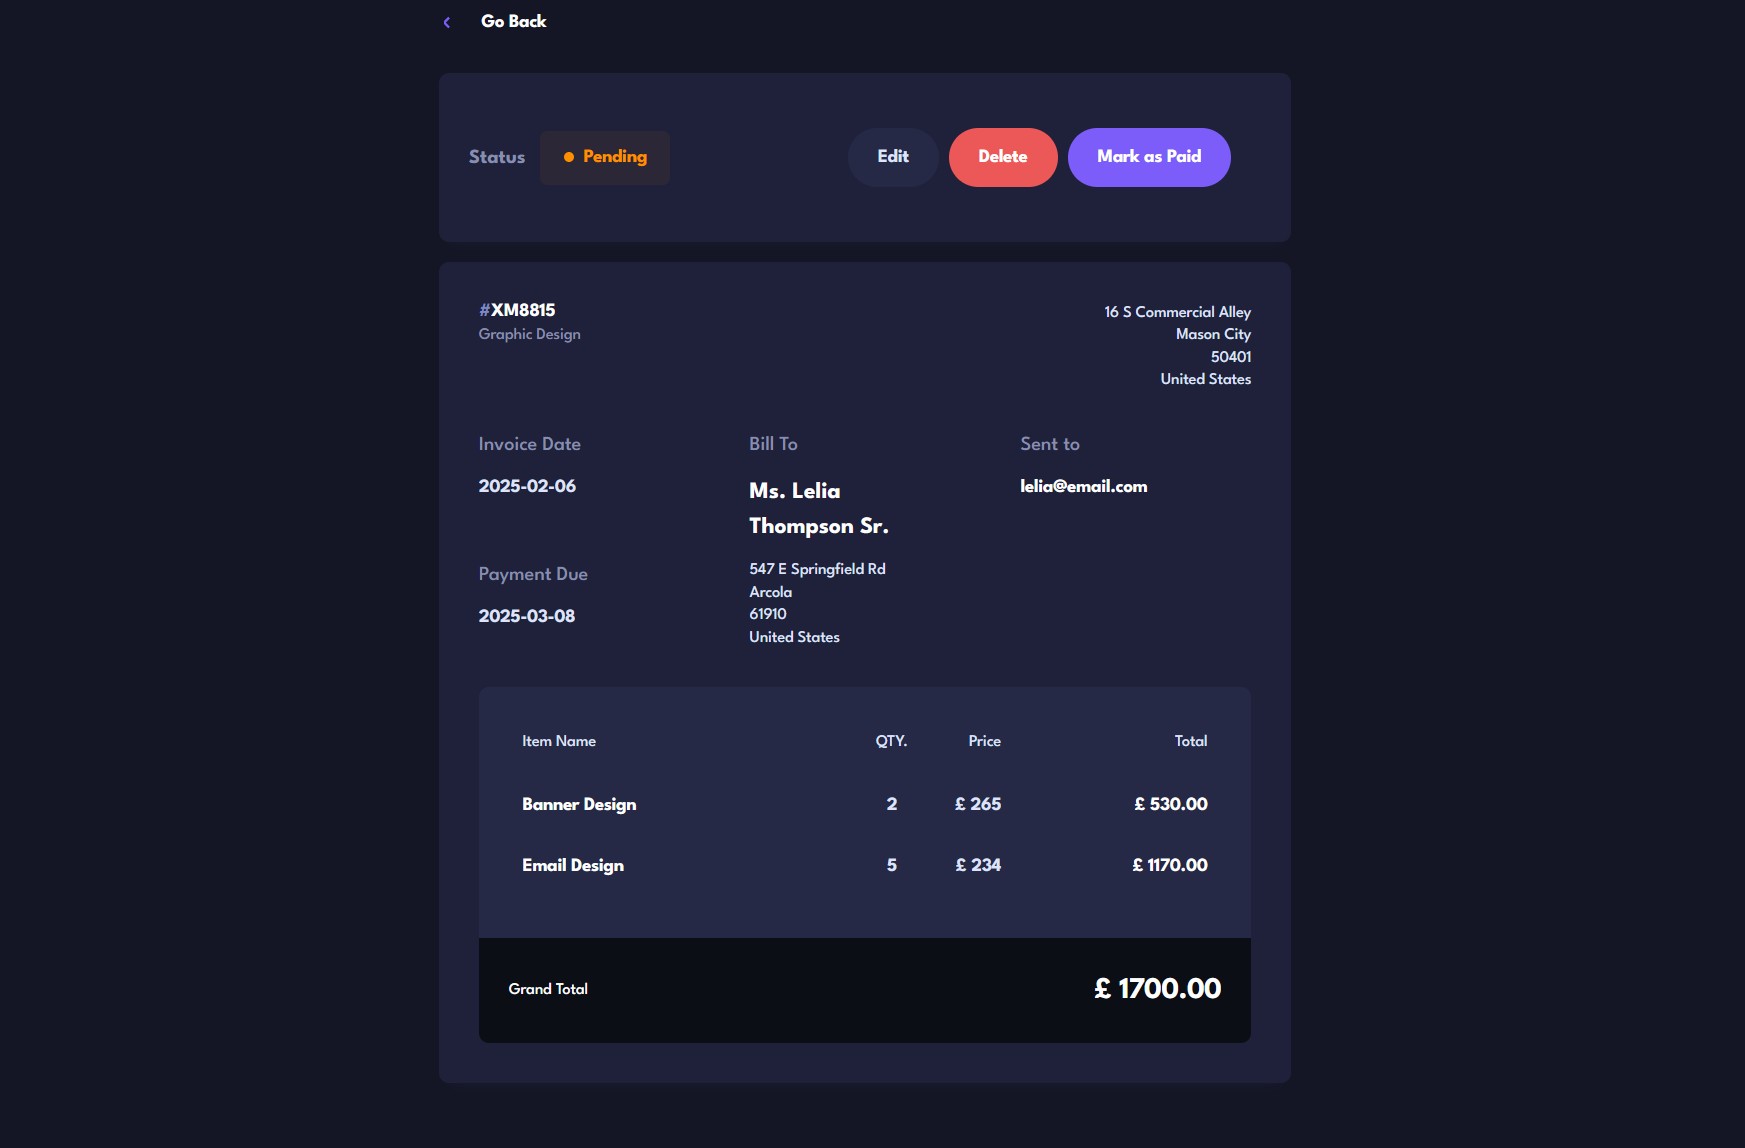 Go Back
Status
Pending
Edit
Delete
Mark as Paid
#XM8815
Graphic Design
16 S Commercial Alley
Mason City
50401
United States
Invoice Date
2025-02-06
Payment Due
2025-03-08
Bill To
Ms. Lelia
Thompson Sr.
547 E Springfield Rd
Arcola
61910
United States
Sent to
lelia@email.com
Item Name QTY. Price Total
Banner Design 2 £ 265 £ 530.00
Email Design 5 £ 234 £ 1170.00
Grand Total £ 1700.00